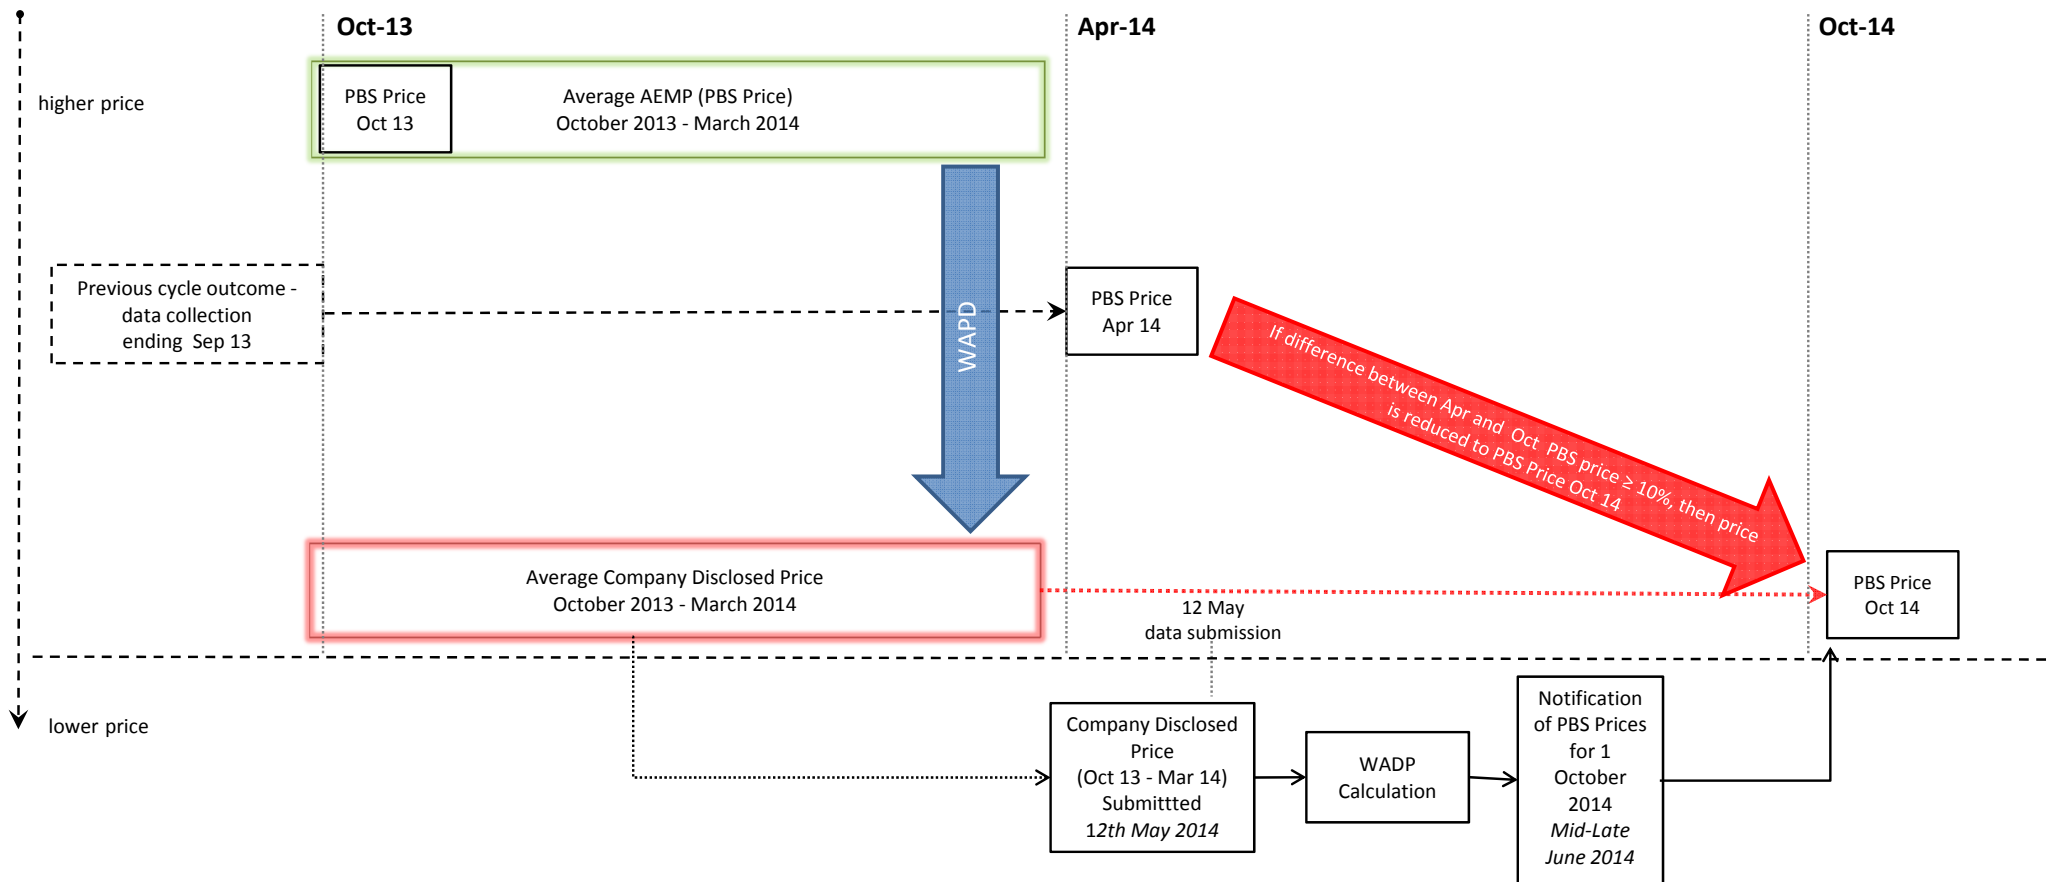 Oct-13
Apr-14
Oct-14
higher price
PBS Price
Oct 13
Average AEMP (PBS Price)
October 2013 - March 2014
Previous cycle outcome -
data collection
ending Sep 13
WAPD
PBS Price
Apr 14
If difference between Apr and Oct PBS price ≥ 10%, then price
is reduced to PBS Price Oct 14
Average Company Disclosed Price
October 2013 - March 2014
PBS Price
Oct 14
12 May
data submission
lower price
Company Disclosed
Price
(Oct 13 - Mar 14)
Submittted
12th May 2014
WADP
Calculation
Notification
of PBS Prices
for 1
October
2014
Mid-Late
June 2014